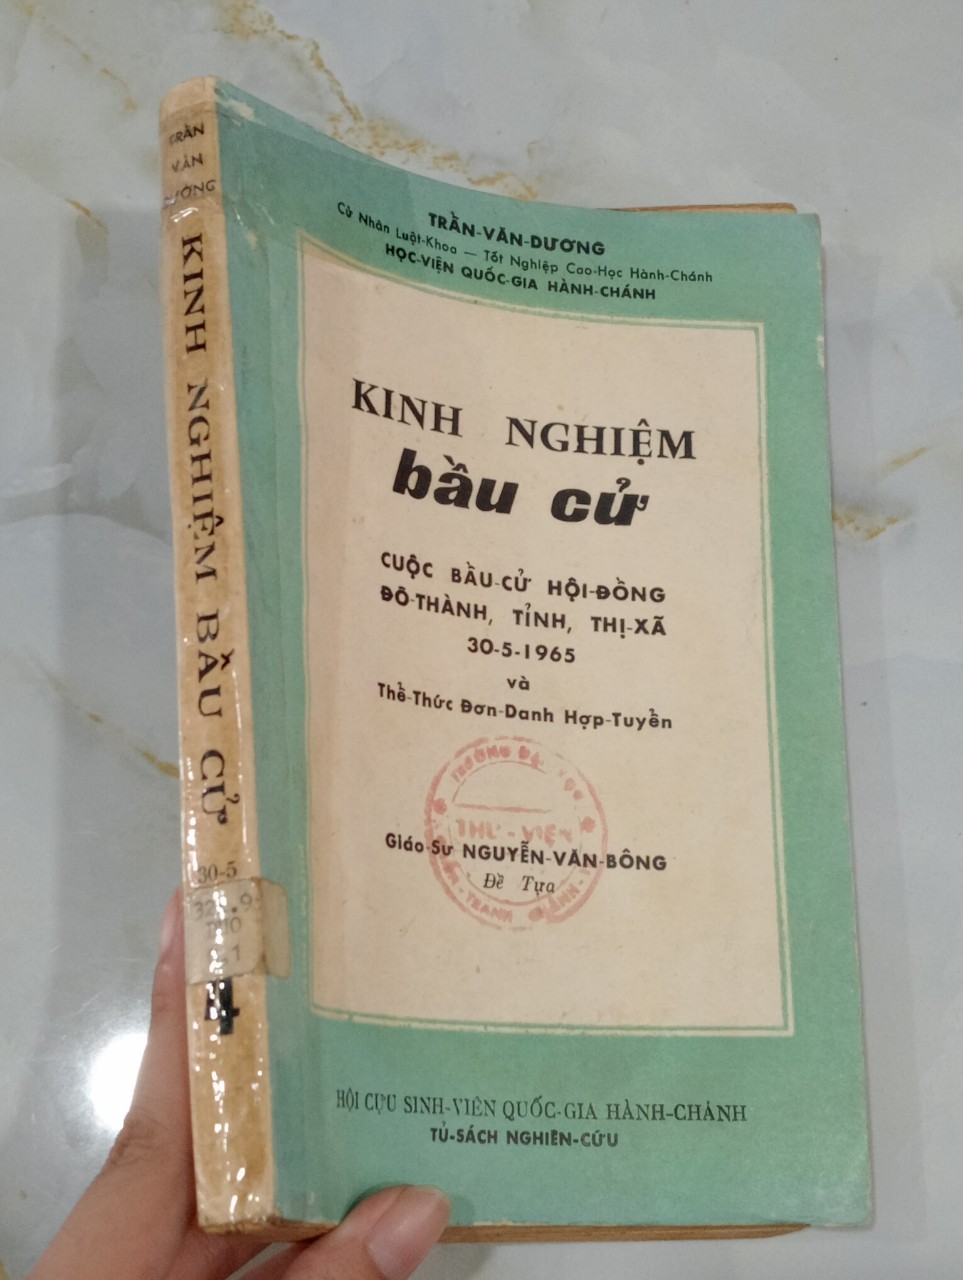 TRẦN-VĂN-DƯƠNG
Cử Nhân Luật-Khoa — Tốt Nghiệp Cao-Học Hành-Chánh
HỌC-VIỆN QUỐC-GIA HÀNH-CHÁNH
KINH NGHIỆM
bầu cử
CUỘC BẦU-CỬ HỘI-ĐỒNG
ĐÔ-THÀNH, TỈNH, THỊ-XÃ
30-5-1965
và
Thể-Thức Đơn-Danh Hợp-Tuyển
THƯ-VIỆN
Giáo-Sư NGUYỄN-VĂN-BÔNG
Đề Tựa
HỘI CỰU SINH-VIÊN QUỐC-GIA HÀNH-CHÁNH
TỦ-SÁCH NGHIÊN-CỨU
TRẦN
VĂN
KINH NGHIỆM BẦU CỬ
30-5
4